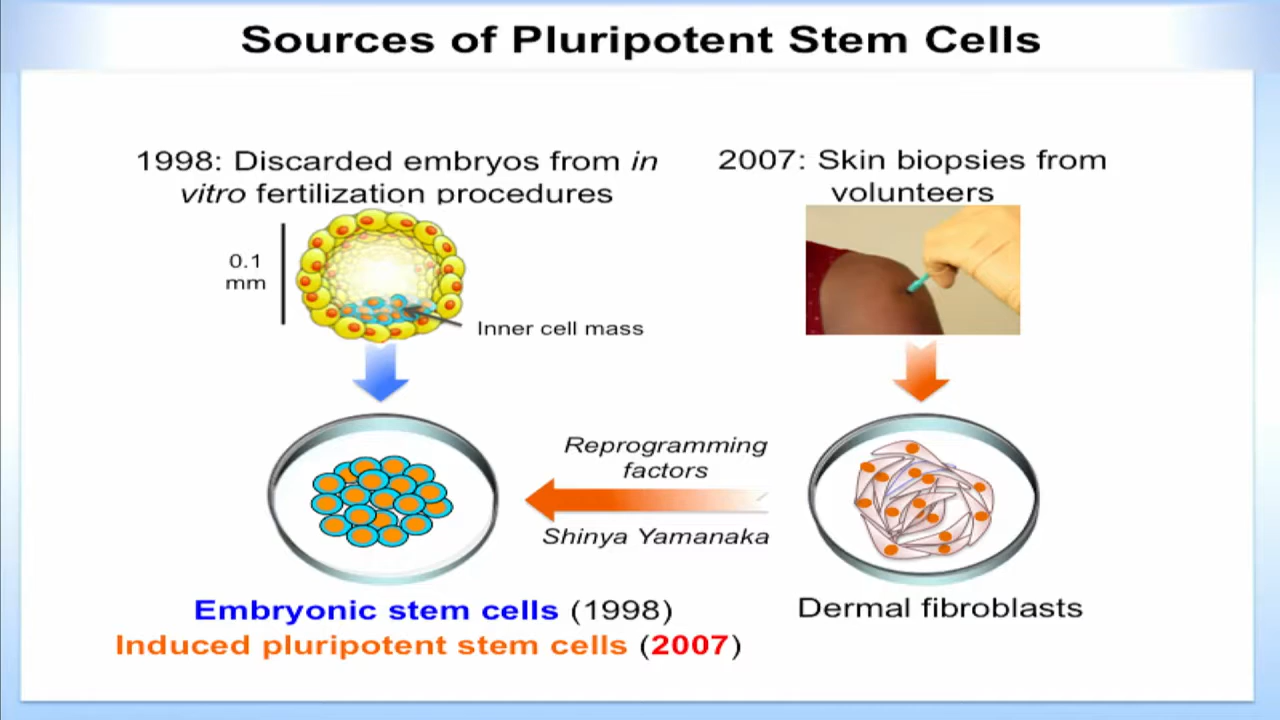 Sources of Pluripotent Stem Cells
1998: Discarded embryos from in
vitro fertilization procedures
2007: Skin biopsies from
volunteers
0.1
mm
Inner cell mass
Reprogramming
factors
Shinya Yamanaka
Embryonic stem cells (1998)
Induced pluripotent stem cells (2007)
Dermal fibroblasts